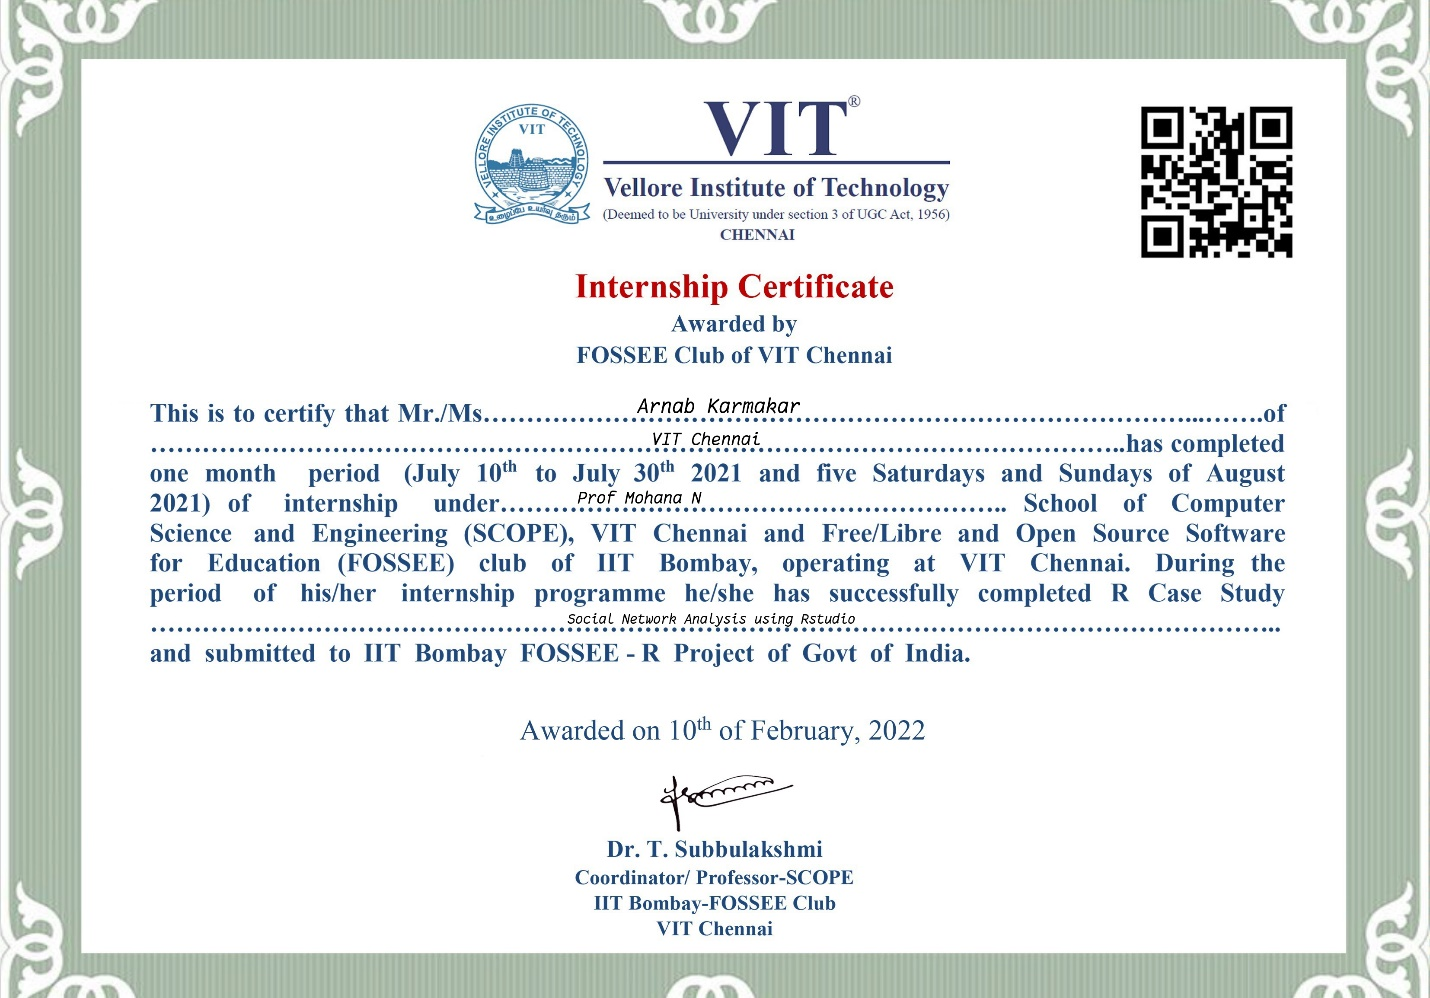 VELLORE INSTITUTE OF TECHNOLOGY
VIT
உழைப்பே உயர்வு தரும்
VIT®
Vellore Institute of Technology
(Deemed to be University under section 3 of UGC Act, 1956)
CHENNAI
Internship Certificate
Awarded by
FOSSEE Club of VIT Chennai
This is to certify that Mr./Ms.....Arnab Karmakar.....of
.....VIT Chennai.....has completed
one month period (July 10th to July 30th 2021 and five Saturdays and Sundays of August
2021) of internship under.....Prof Mohana N..... School of Computer
Science and Engineering (SCOPE), VIT Chennai and Free/Libre and Open Source Software
for Education (FOSSEE) club of IIT Bombay, operating at VIT Chennai. During the
period of his/her internship programme he/she has successfully completed R Case Study
.....Social Network Analysis using Rstudio.....
and submitted to IIT Bombay FOSSEE - R Project of Govt of India.
Awarded on 10th of February, 2022
Dr. T. Subbulakshmi
Coordinator/ Professor-SCOPE
IIT Bombay-FOSSEE Club
VIT Chennai